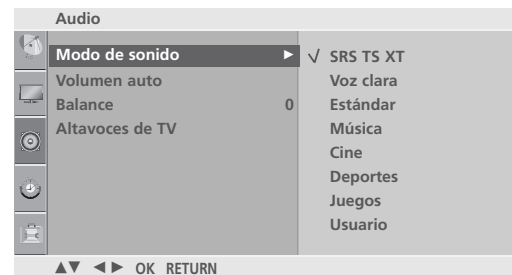 Audio
Modo de sonido ► √ SRS TS XT
Volumen auto Voz clara
Balance 0 Estándar
Altavoces de TV Música
Cine
Deportes
Juegos
Usuario
▲▼ ◄► OK RETURN